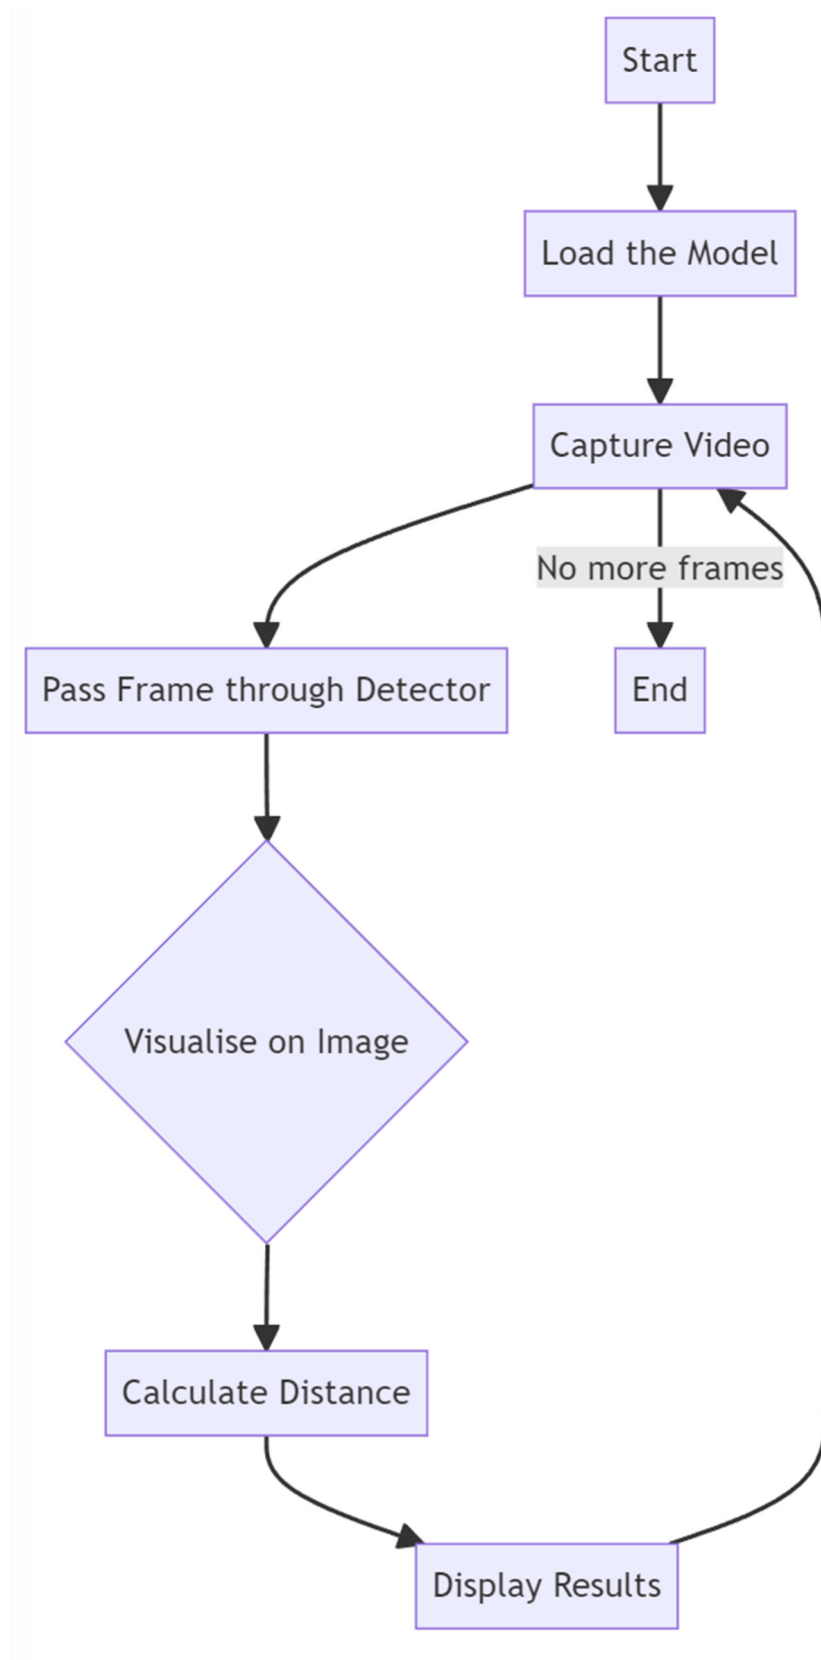 Start
Load the Model
Capture Video
No more frames
Pass Frame through Detector
End
Visualise on Image
Calculate Distance
Display Results